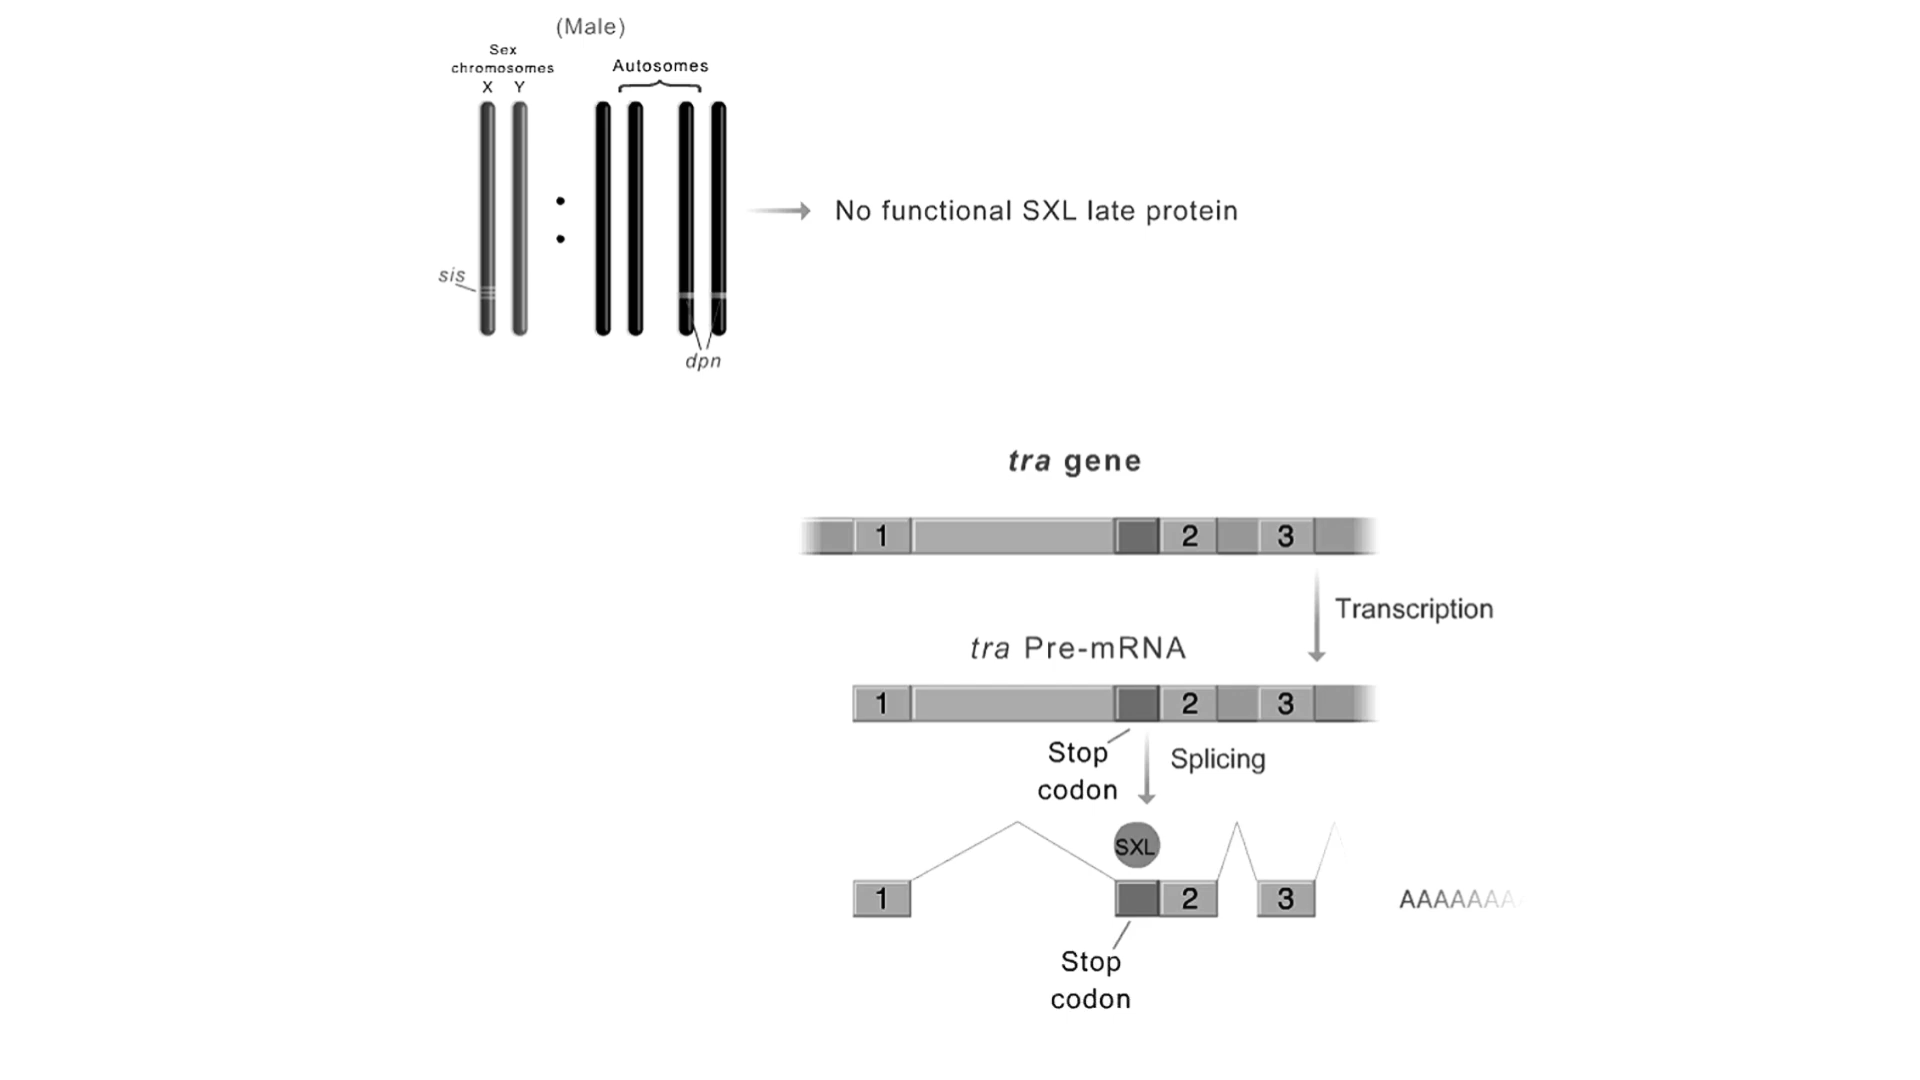 (Male)
Sex
chromosomes
X Y
Autosomes
No functional SXL late protein
sis
dpn
tra gene
1 2 3
Transcription
tra Pre-mRNA
1 2 3
Stop
codon
Splicing
SXL
1 2 3 AAAAAAA
Stop
codon